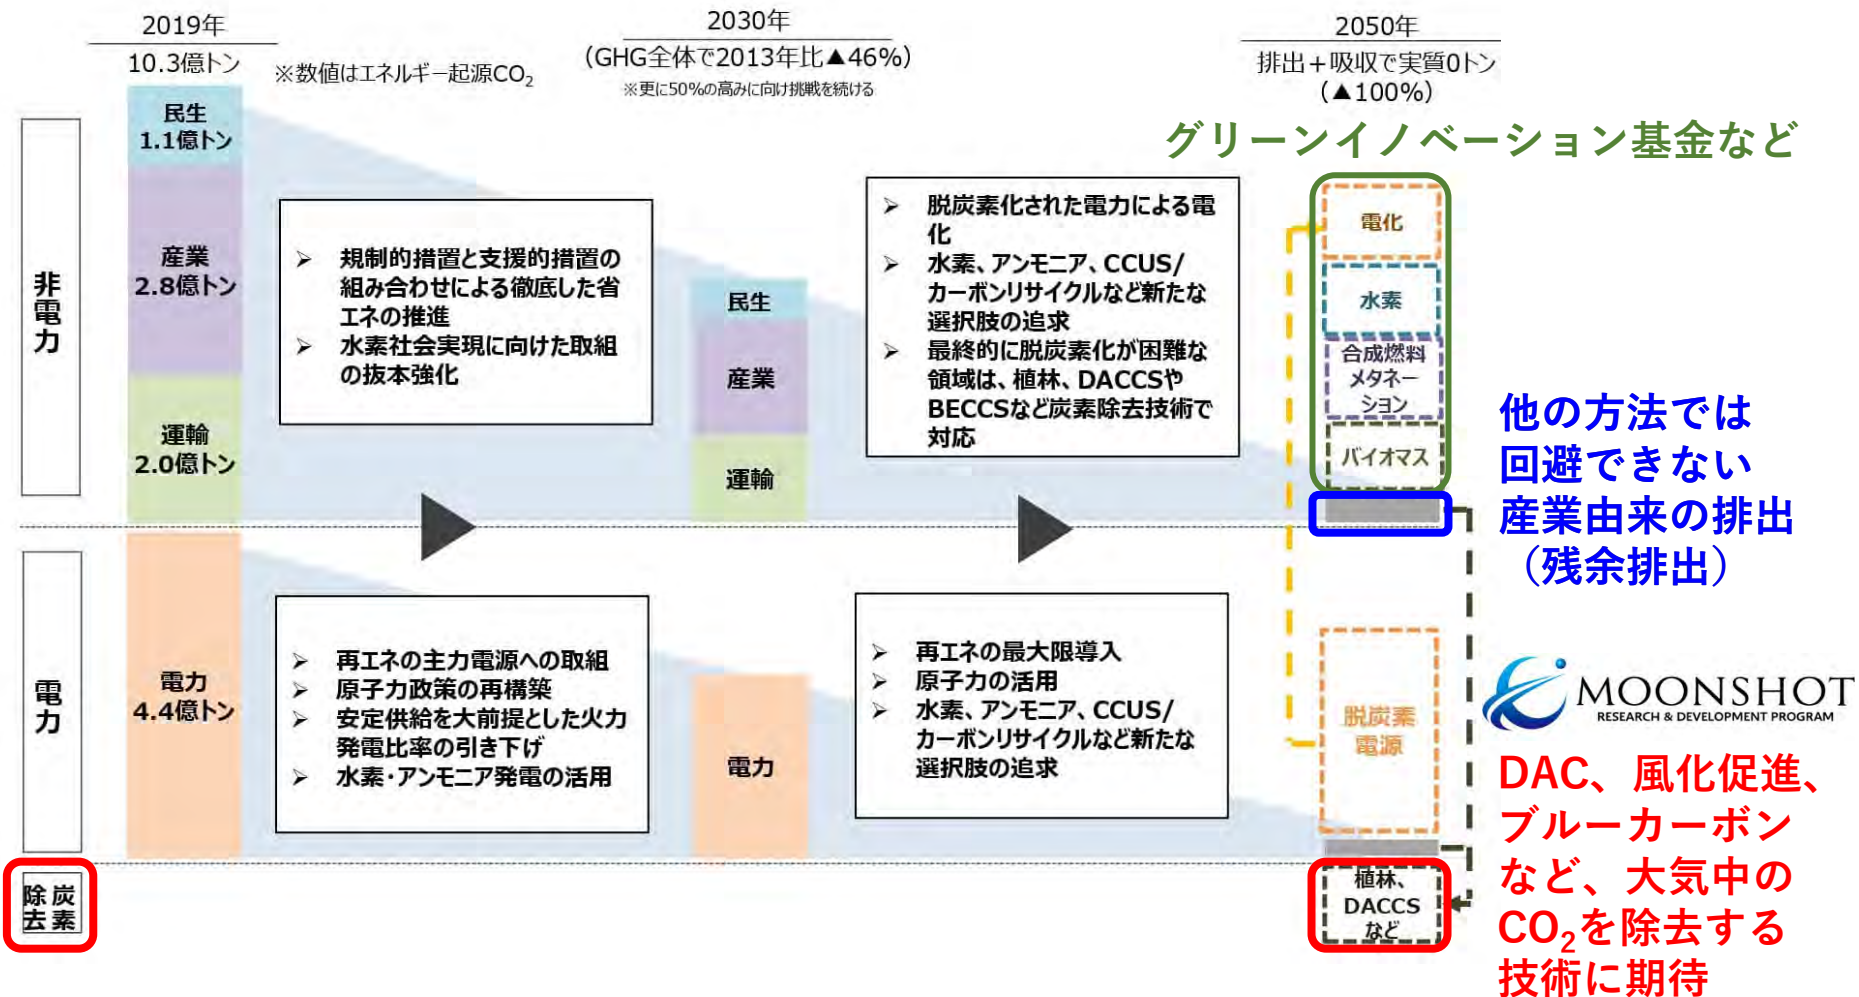 2019年
10.3億トン
※数値はエネルギー起源CO₂
2030年
(GHG全体で2013年比▲46%)
※更に50%の高みに向け挑戦を続ける
2050年
排出+吸収で実質0トン
(▲100%)
グリーンイノベーション基金など
非電力
民生
1.1億トン
産業
2.8億トン
運輸
2.0億トン
➢ 規制的措置と支援的措置の
組み合わせによる徹底した省
エネの推進
➢ 水素社会実現に向けた取組
の抜本強化
民生
産業
運輸
➢ 脱炭素化された電力による電
化
➢ 水素、アンモニア、CCUS/
カーボンリサイクルなど新たな
選択肢の追求
➢ 最終的に脱炭素化が困難な
領域は、植林、DACCSや
BECCSなど炭素除去技術で
対応
電化
水素
合成燃料
メタネー
ション
バイオマス
他の方法では
回避できない
産業由来の排出
(残余排出)
電力
電力
4.4億トン
➢ 再エネの主力電源への取組
➢ 原子力政策の再構築
➢ 安定供給を大前提とした火力
発電比率の引き下げ
➢ 水素・アンモニア発電の活用
電力
➢ 再エネの最大限導入
➢ 原子力の活用
➢ 水素、アンモニア、CCUS/
カーボンリサイクルなど新たな
選択肢の追求
脱炭素
電源
MOONSHOT
RESEARCH & DEVELOPMENT PROGRAM
炭素除去
植林、
DACCS
など
DAC、風化促進、
ブルーカーボン
など、大気中の
CO₂を除去する
技術に期待